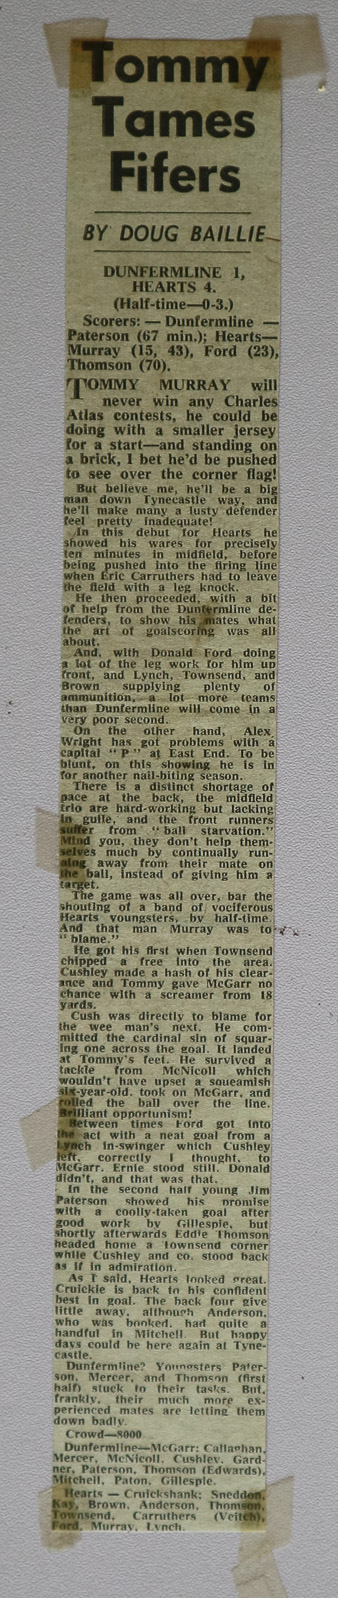 Tommy
Tames
Fifers
BY DOUG BAILLIE
DUNFERMLINE 1,
HEARTS 4.
(Half-time—0-3.)
Scorers: — Dunfermline —
Paterson (67 min.); Hearts—
Murray (15, 43), Ford (23),
Thomson (70).
TOMMY MURRAY will
never win any Charles
Atlas contests, he could be
doing with a smaller jersey
for a start—and standing on
a brick, I bet he'd be pushed
to see over the corner flag!
But believe me, he'll be a big
man down Tynecastle way, and
he'll make many a lusty defender
feel pretty inadequate!
In this debut for Hearts he
showed his wares for precisely
ten minutes in midfield, before
being pushed into the firing line
when Eric Carruthers had to leave
the field with a leg knock.
He then proceeded, with a bit
of help from the Dunfermline de-
fenders, to show his mates what
the art of goalscoring was all
about.
And, with Donald Ford doing
a lot of the leg work for him up
front, and Lynch, Townsend, and
Brown supplying plenty of
ammunition, a lot more teams
than Dunfermline will come in a
very poor second.
On the other hand, Alex
Wright has got problems with a
capital "P" at East End. To be
blunt, on this showing he is in
for another nail-biting season.
There is a distinct shortage of
pace at the back, the midfield
trio are hard-working but lacking
in guile, and the front runners
suffer from "ball starvation."
Mind you, they don't help them-
selves much by continually run-
ning away from their mate on
the ball, instead of giving him a
target.
The game was all over, bar the
shouting of a band of vociferous
Hearts youngsters, by half-time.
And that man Murray was to
"blame."
He got his first when Townsend
chipped a free into the area.
Cushley made a hash of his clear-
ance and Tommy gave McGarr no
chance with a screamer from 18
yards.
Cush was directly to blame for
the wee man's next. He com-
mitted the cardinal sin of squar-
ing one across the goal. It landed
at Tommy's feet. He survived a
tackle from McNicoll which
wouldn't have upset a squeamish
six-year-old, took on McGarr, and
rolled the ball over the line.
Brilliant opportunism!
Between times Ford got into
the act with a neat goal from a
Lynch in-swinger which Cushley
left, correctly I thought, to
McGarr. Ernie stood still. Donald
didn't, and that was that.
In the second half young Jim
Paterson showed his promise
with a coolly-taken goal after
good work by Gillespie, but
shortly afterwards Eddie Thomson
headed home a Townsend corner
while Cushley and co. stood back
as if in admiration.
As I said, Hearts looked great.
Cruickie is back to his confident
best in goal. The back four give
little away, although Anderson,
who was booked, had quite a
handful in Mitchell. But happy
days could be here again at Tyne-
castle.
Dunfermline? Youngsters Pater-
son, Mercer, and Thomson (first
half) stuck to their tasks. But,
frankly, their much more ex-
perienced mates are letting them
down badly.
Crowd—8000
Dunfermline—McGarr; Callaghan,
Mercer, McNicoll, Cushley, Gard-
ner, Paterson, Thomson (Edwards),
Mitchell, Paton, Gillespie.
Hearts — Cruickshank; Sneddon,
Kay, Brown, Anderson, Thomson,
Townsend, Carruthers (Veitch),
Ford, Murray, Lynch.